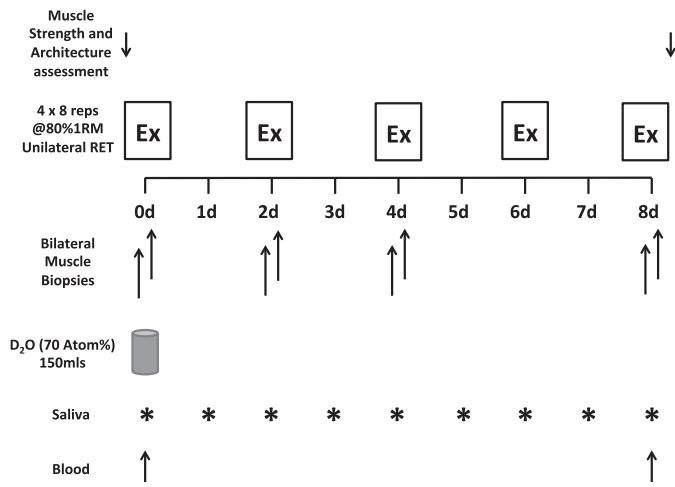 Muscle
Strength and
Architecture
assessment
4 x 8 reps
@80%1RM
Unilateral RET
Ex Ex Ex Ex Ex
0d 1d 2d 3d 4d 5d 6d 7d 8d
Bilateral
Muscle
Biopsies
D₂O (70 Atom%)
150mls
Saliva * * * * * * * * *
Blood